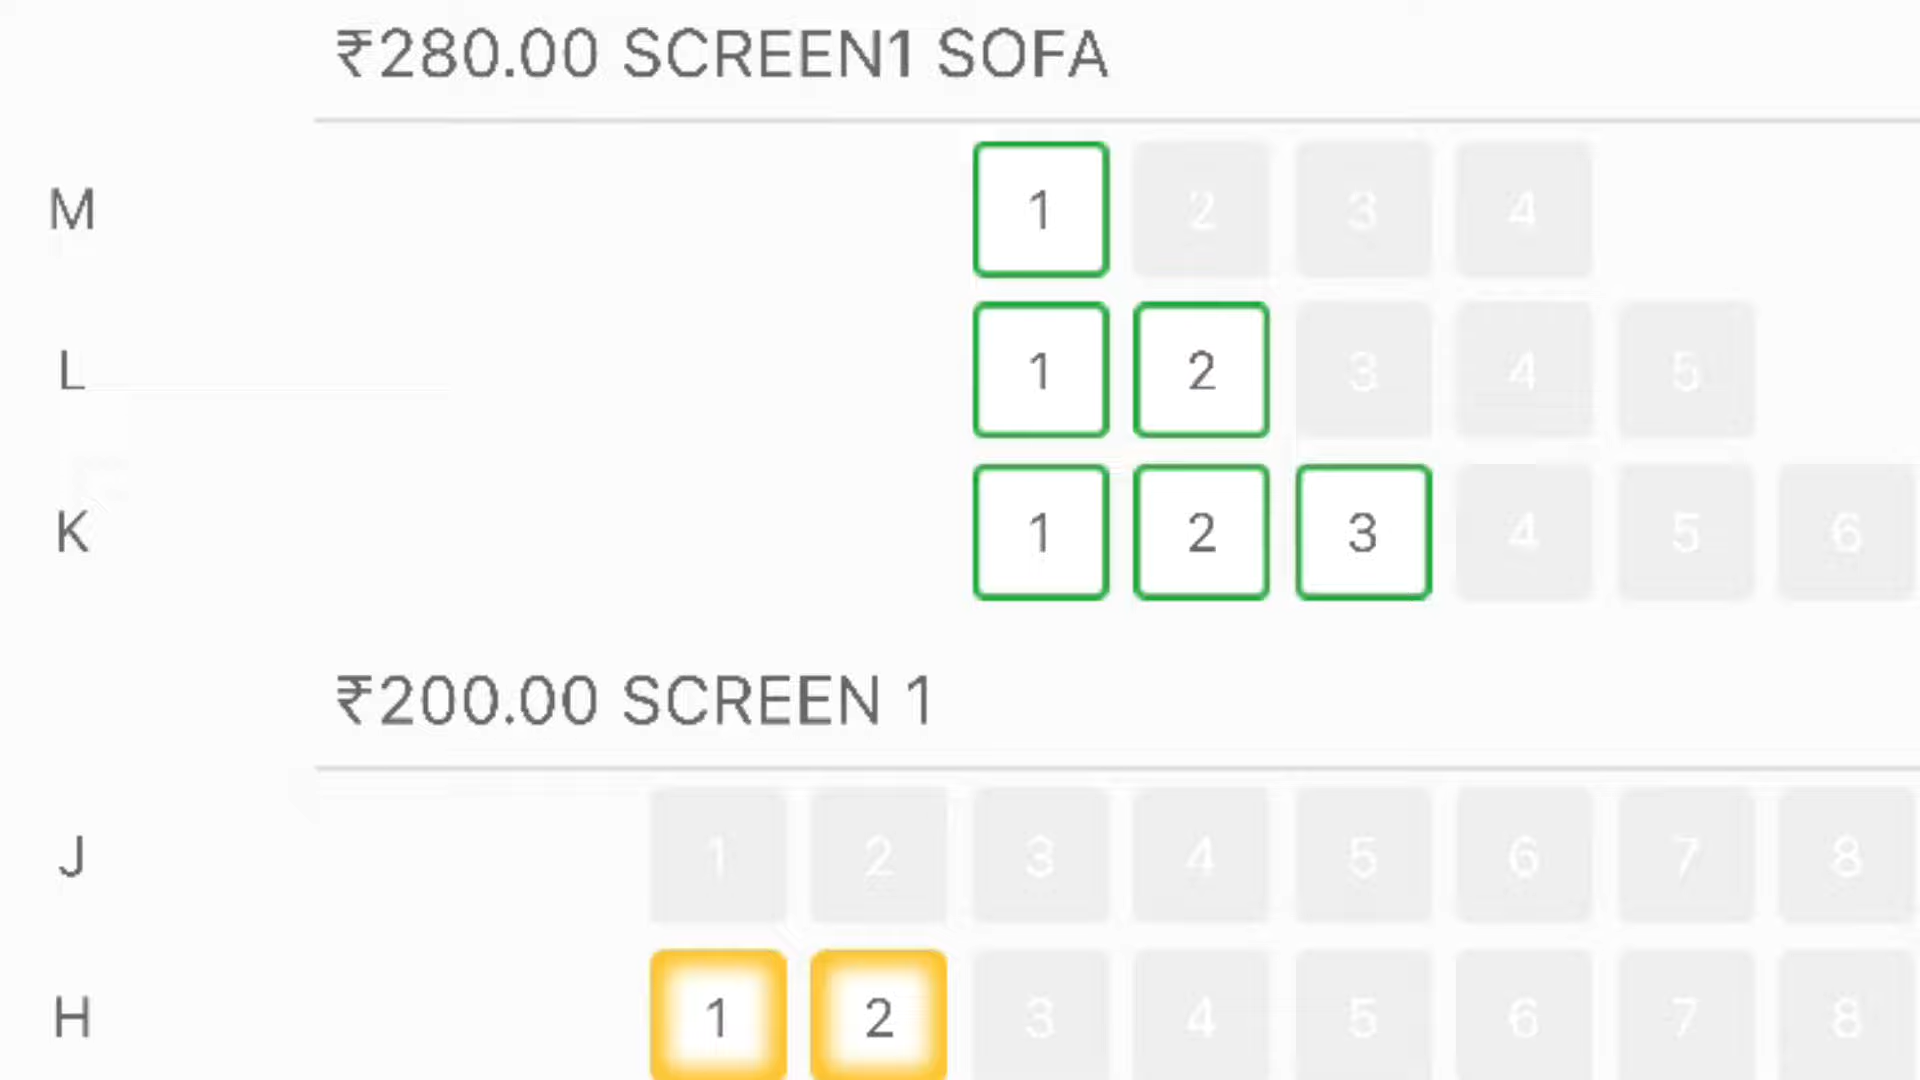 ₹280.00 SCREEN1 SOFA
M 1 2 3 4
L 1 2 3 4 5
K 1 2 3 4 5 6
₹200.00 SCREEN 1
J 1 2 3 4 5 6 7 8
H 1 2 3 4 5 6 7 8